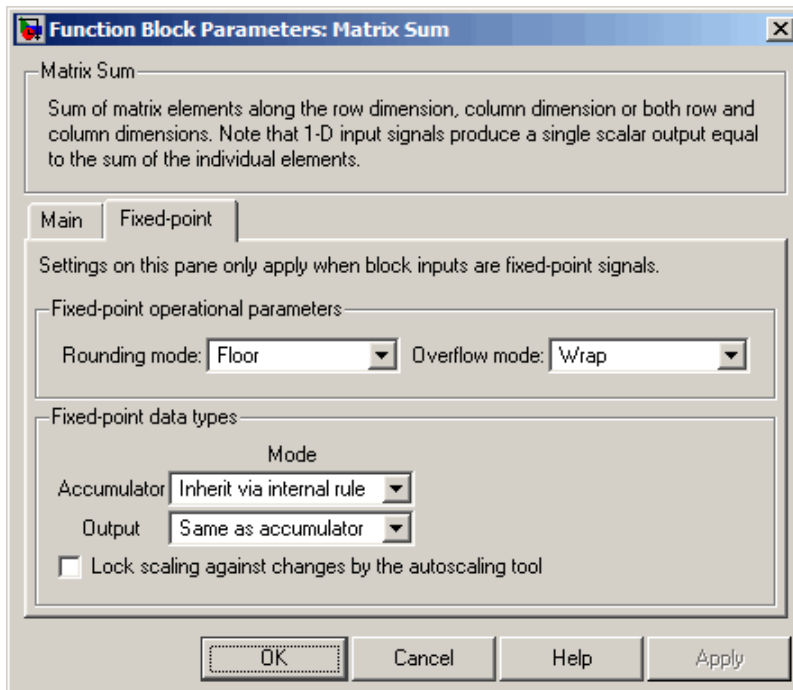 Function Block Parameters: Matrix Sum
Matrix Sum
Sum of matrix elements along the row dimension, column dimension or both row and
column dimensions. Note that 1-D input signals produce a single scalar output equal
to the sum of the individual elements.
Main Fixed-point
Settings on this pane only apply when block inputs are fixed-point signals.
Fixed-point operational parameters
Rounding mode: Floor Overflow mode: Wrap
Fixed-point data types
Mode
Accumulator Inherit via internal rule
Output Same as accumulator
Lock scaling against changes by the autoscaling tool
OK Cancel Help Apply